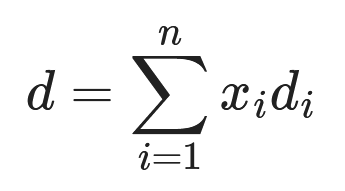 d = \sum_{i=1}^{n} x_i d_i